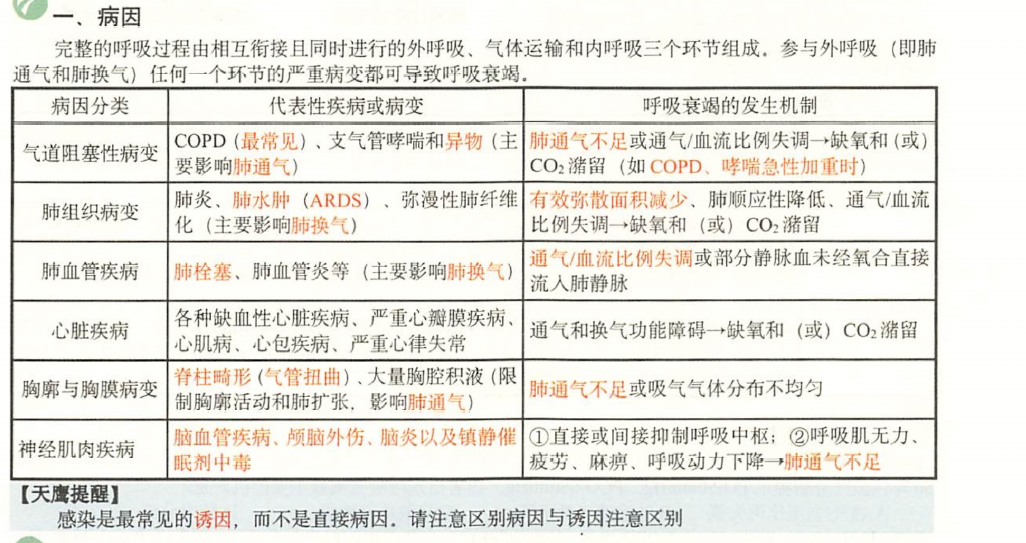 一、病因
完整的呼吸过程由相互衔接且同时进行的外呼吸、气体运输和内呼吸三个环节组成。参与外呼吸（即肺
通气和肺换气）任何一个环节的严重病变都可导致呼吸衰竭。
病因分类 代表性疾病或病变 呼吸衰竭的发生机制
气道阻塞性病变
COPD（最常见）、支气管哮喘和异物（主
要影响肺通气）
肺通气不足或通气/血流比例失调→缺氧和(或)
CO₂潴留（如 COPD、哮喘急性加重时）
肺组织病变
肺炎、肺水肿（ARDS）、弥漫性肺纤维
化（主要影响肺换气）
有效弥散面积减少、肺顺应性降低、通气/血流
比例失调→缺氧和（或）CO₂潴留
肺血管疾病
肺栓塞、肺血管炎等（主要影响肺换气）
通气/血流比例失调或部分静脉血未经氧合直接
流入肺静脉
心脏疾病
各种缺血性心脏疾病、严重心瓣膜疾病、
心肌病、心包疾病、严重心律失常
通气和换气功能障碍→缺氧和（或）CO₂潴留
胸廓与胸膜病变
脊柱畸形（气管扭曲）、大量胸腔积液（限
制胸廓活动和肺扩张，影响肺通气）
肺通气不足或吸气气体分布不均匀
神经肌肉疾病
脑血管疾病、颅脑外伤、脑炎以及镇静催
眠剂中毒
①直接或间接抑制呼吸中枢；②呼吸肌无力、
疲劳、麻痹、呼吸动力下降→肺通气不足
【天鹰提醒】
感染是最常见的诱因，而不是直接病因。请注意区别病因与诱因注意区别